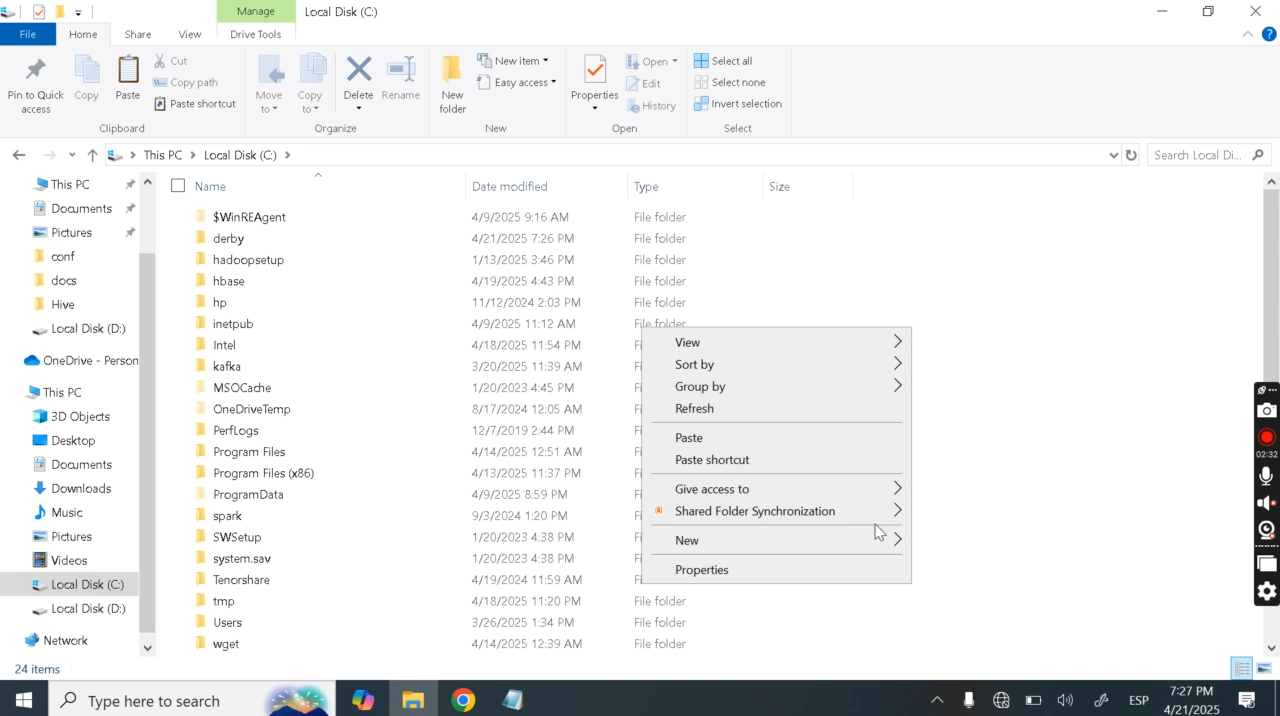 Manage
Local Disk (C:)
File
Home
Share
View
Drive Tools
Pin to Quick
access
Copy
Paste
Cut
Copy path
Paste shortcut
Clipboard
Move
to
Copy
to
Delete
Rename
Organize
New
folder
New item
Easy access
New
Properties
Open
Edit
History
Open
Select all
Select none
Invert selection
Select
This PC
Local Disk (C:)
Search Local Di...
This PC
Documents
Pictures
conf
docs
Hive
Local Disk (D:)
OneDrive - Person
This PC
3D Objects
Desktop
Documents
Downloads
Music
Pictures
Videos
Local Disk (C:)
Local Disk (D:)
Network
Name Date modified Type Size
$WinREAgent 4/9/2025 9:16 AM File folder
derby 4/21/2025 7:26 PM File folder
hadoopsetup 1/13/2025 3:46 PM File folder
hbase 4/19/2025 4:43 PM File folder
hp 11/12/2024 2:03 PM File folder
inetpub 4/9/2025 11:12 AM File folder
Intel 4/18/2025 11:54 PM
kafka 3/20/2025 11:39 AM
MSOCache 1/20/2023 4:45 PM
OneDriveTemp 8/17/2024 12:05 AM
PerfLogs 12/7/2019 2:44 PM
Program Files 4/14/2025 12:51 AM
Program Files (x86) 4/13/2025 11:37 PM
ProgramData 4/9/2025 8:59 PM
spark 9/3/2024 1:20 PM
SWSetup 1/20/2023 4:38 PM
system.sav 1/20/2023 4:38 PM
Tenorshare 4/19/2024 11:59 AM
tmp 4/18/2025 11:20 PM File folder
Users 3/26/2025 1:34 PM File folder
wget 4/14/2025 12:39 AM File folder
View
Sort by
Group by
Refresh
Paste
Paste shortcut
Give access to
Shared Folder Synchronization
New
Properties
02:32
24 items
Type here to search
ESP
7:27 PM
4/21/2025